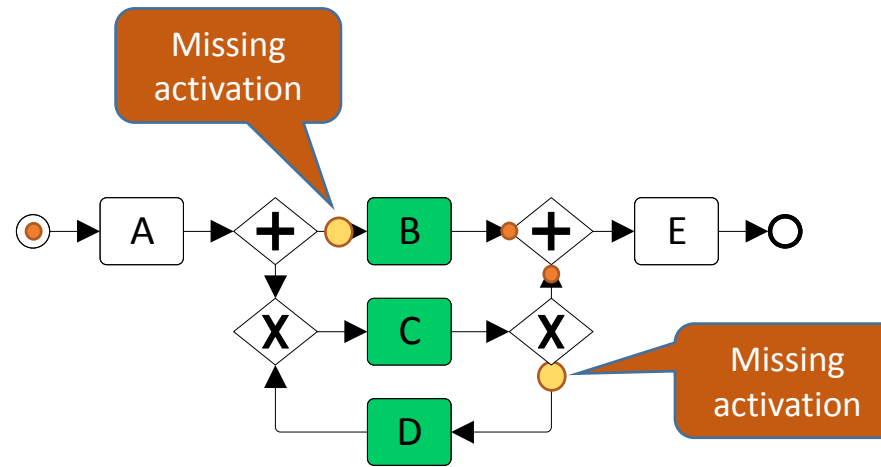 Missing
activation
A
+
B
+
E
X
C
X
D
Missing
activation